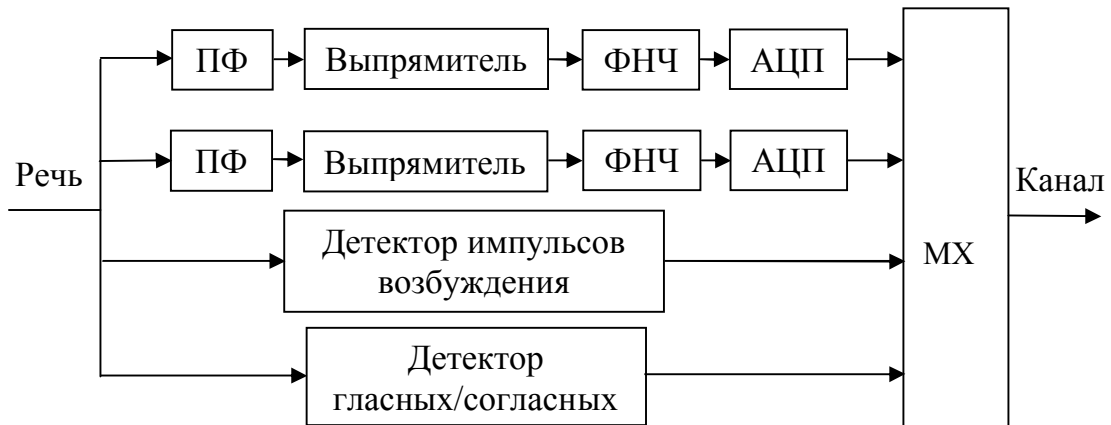 ПФ Выпрямитель ФНЧ АЦП
ПФ Выпрямитель ФНЧ АЦП
Речь
Канал
Детектор импульсов
возбуждения
МХ
Детектор
гласных/согласных